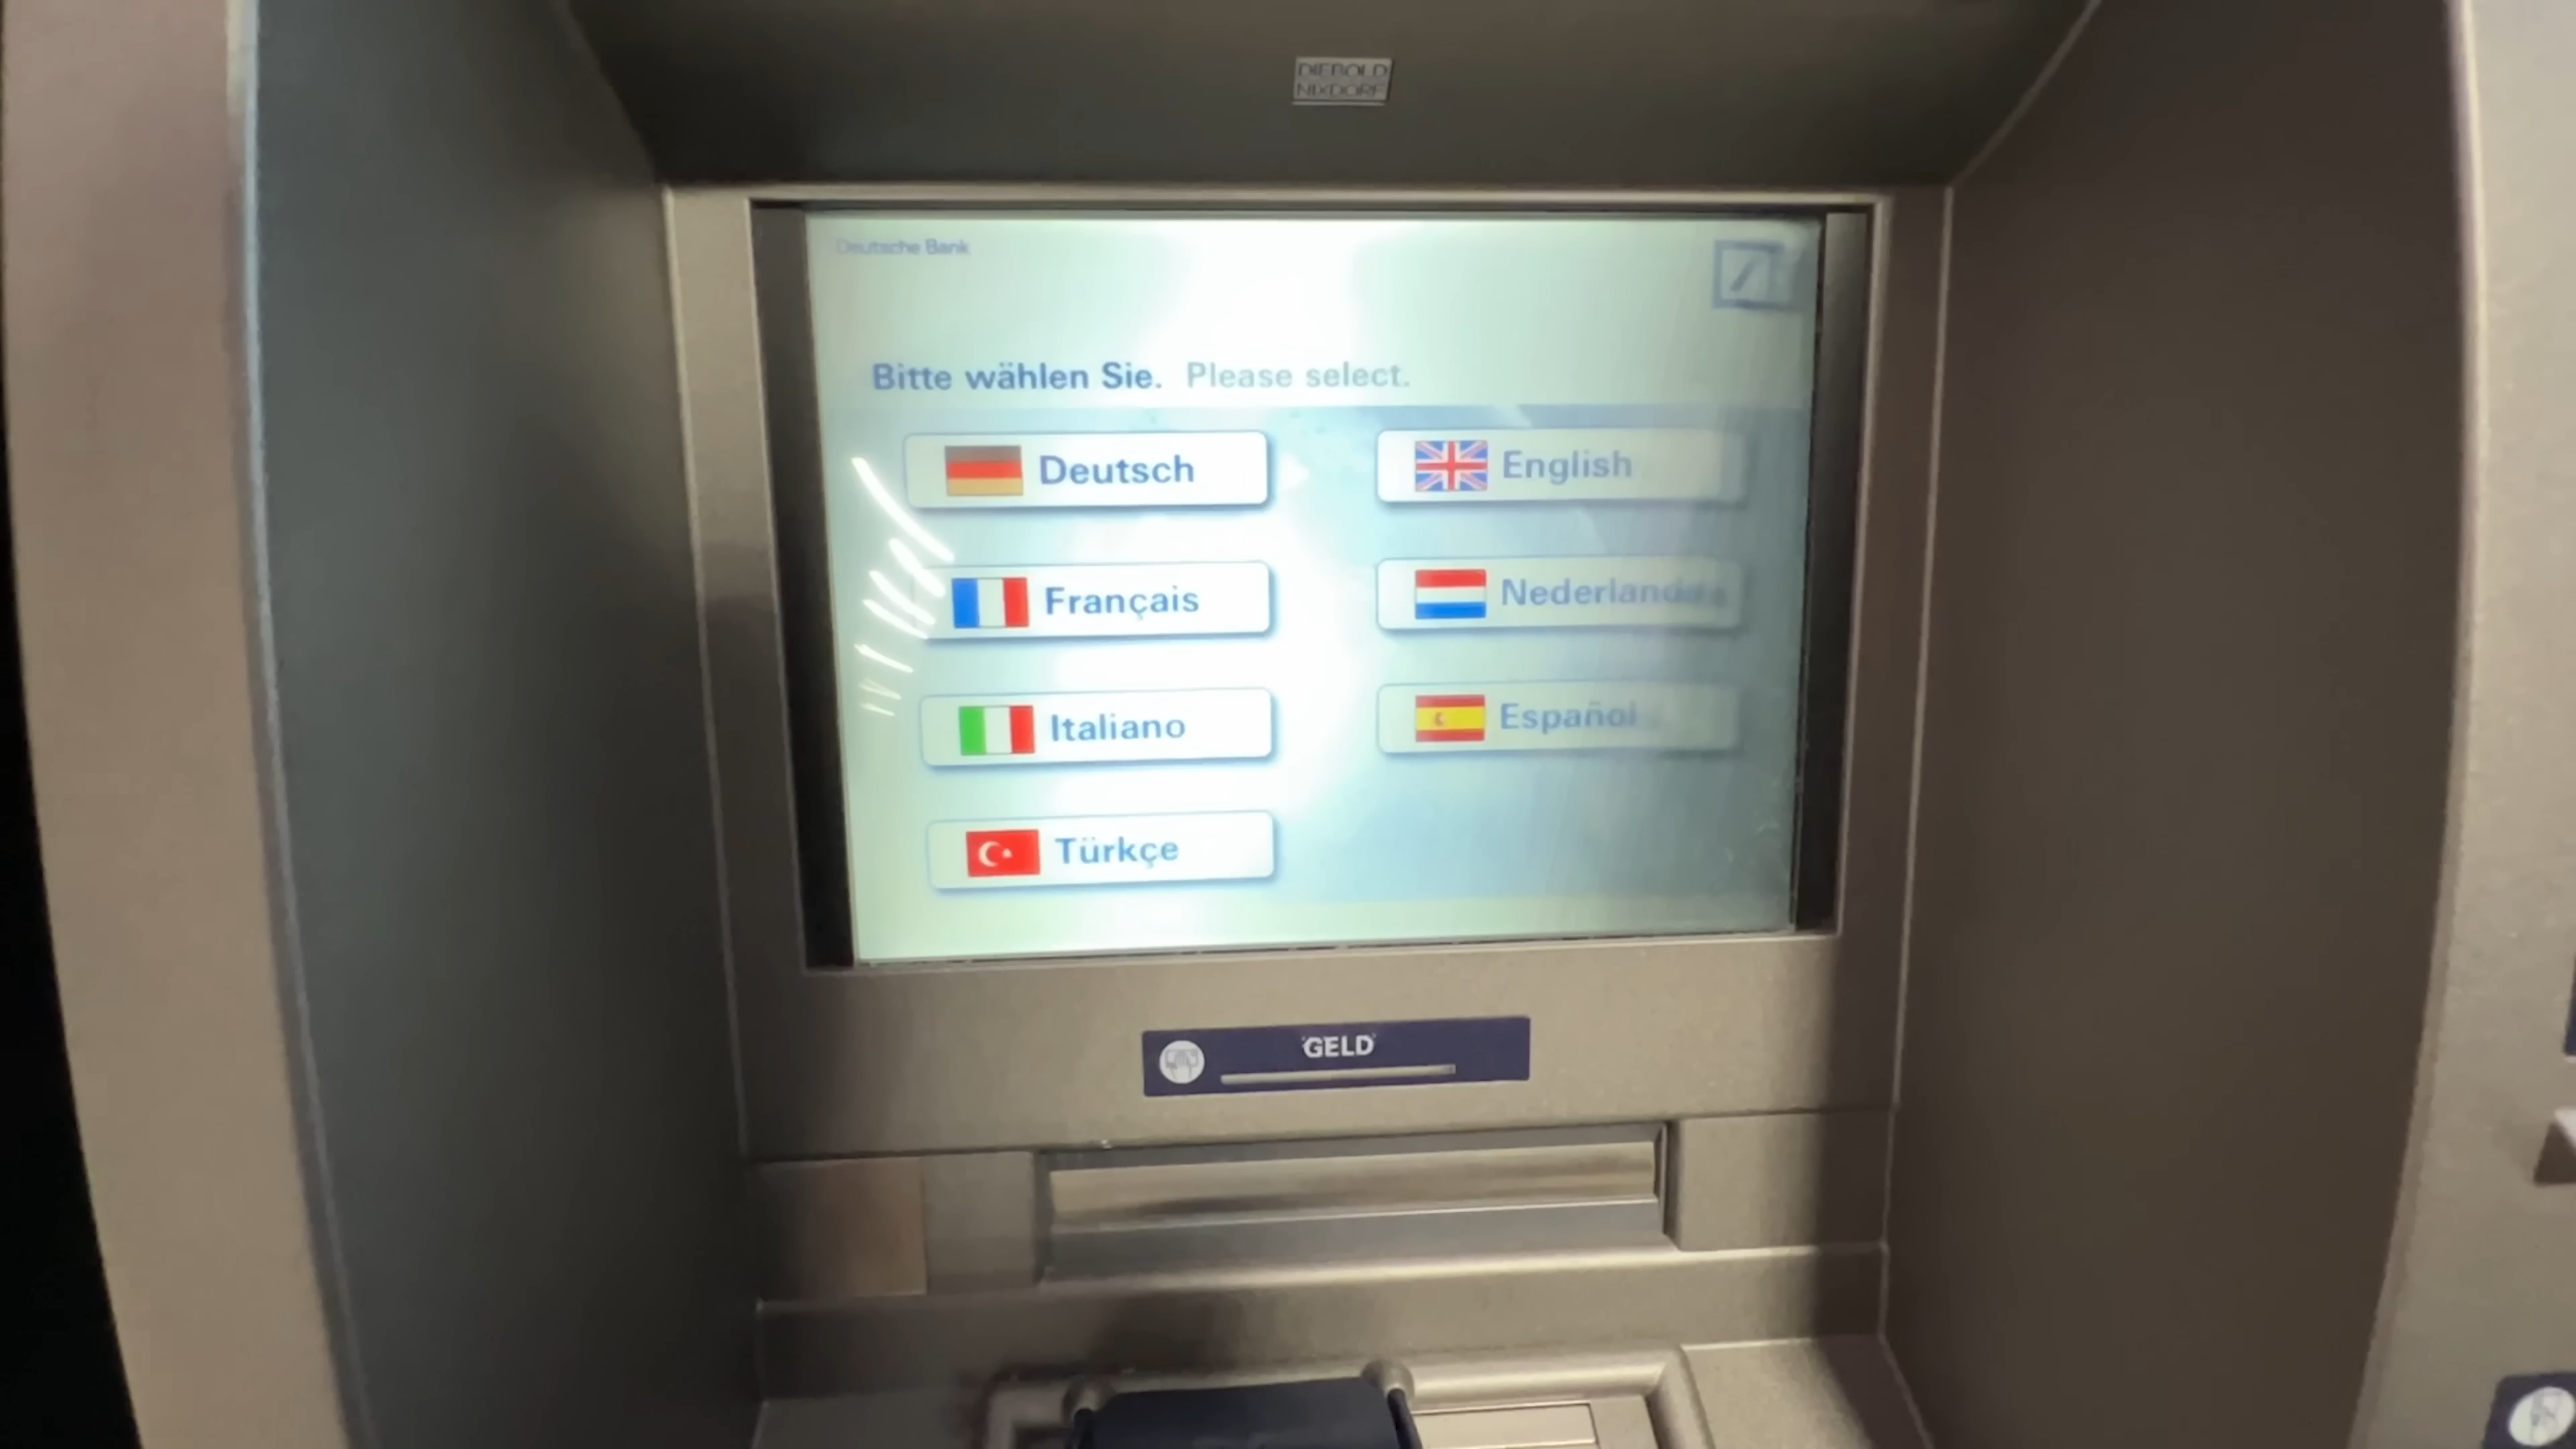 DIEBOLD
NIXDORF
Deutsche Bank
Bitte wählen Sie. Please select.
Deutsch
English
Français
Italiano
Español
Türkçe
GELD